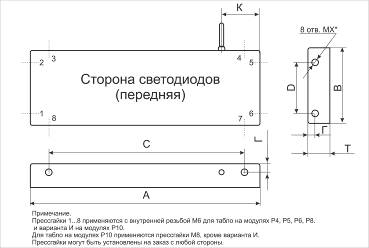 К
8 отв. МХ*
2
3
4
5
Сторона светодиодов
(передняя)
D
B
1
8
7
6
Г
Т
С
Г
А
Примечание.
Прессгайки 1...8 применяются с внутренней резьбой М6 для табло на модулях Р4, Р5, Р6, Р8.
и варианта И на модулях Р10.
Для табло на модулях Р10 применяются прессгайки М8, кроме варианта И.
Прессгайки могут быть установлены на заказ с любой стороны.